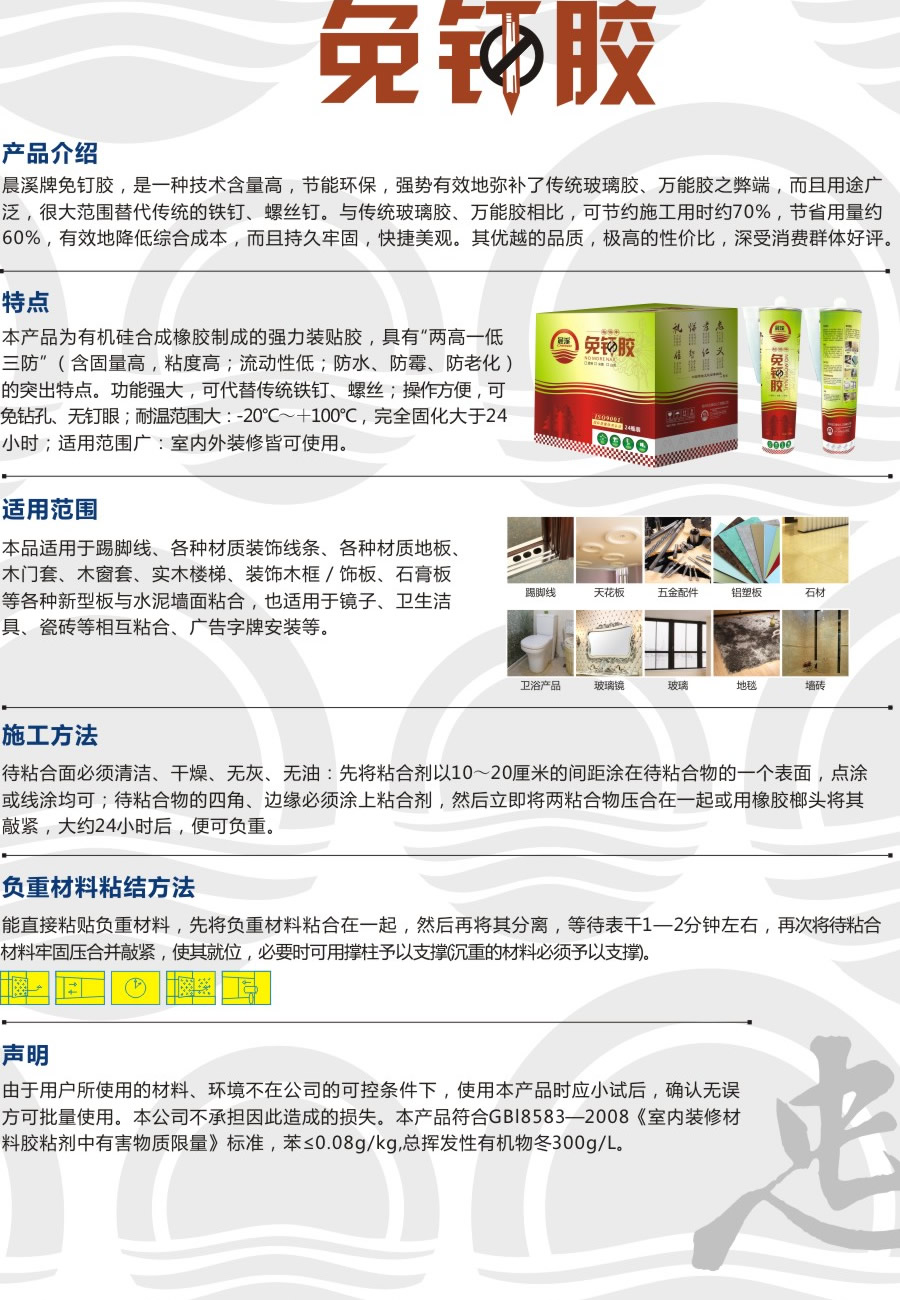 免钉胶
产品介绍
晨溪牌免钉胶，是一种技术含量高，节能环保，强势有效地弥补了传统玻璃胶、万能胶之弊端，而且用途广
泛，很大范围替代传统的铁钉、螺丝钉。与传统玻璃胶、万能胶相比，可节约施工用时约70%，节省用量约
60%，有效地降低综合成本，而且持久牢固，快捷美观。其优越的品质，极高的性价比，深受消费群体好评。
特点
本产品为有机硅合成橡胶制成的强力装贴胶，具有“两高一低
三防”（含固量高，粘度高；流动性低；防水、防霉、防老化）
的突出特点。功能强大，可代替传统铁钉、螺丝；操作方便，可
免钻孔、无钉眼；耐温范围大：-20℃～＋100℃，完全固化大于24
小时；适用范围广：室内外装修皆可使用。
晨溪
免钉胶
礼 信 孝 忠
廉 智 仁 义
ISO9001
24瓶装
晨溪
免钉胶
适用范围
本品适用于踢脚线、各种材质装饰线条、各种材质地板、
木门套、木窗套、实木楼梯、装饰木框／饰板、石膏板
等各种新型板与水泥墙面粘合，也适用于镜子、卫生洁
具、瓷砖等相互粘合、广告字牌安装等。
踢脚线 天花板 五金配件 铝塑板 石材
卫浴产品 玻璃镜 玻璃 地毯 墙砖
施工方法
待粘合面必须清洁、干燥、无灰、无油：先将粘合剂以10～20厘米的间距涂在待粘合物的一个表面，点涂
或线涂均可；待粘合物的四角、边缘必须涂上粘合剂，然后立即将两粘合物压合在一起或用橡胶榔头将其
敲紧，大约24小时后，便可负重。
负重材料粘结方法
能直接粘贴负重材料，先将负重材料粘合在一起，然后再将其分离，等待表干1—2分钟左右，再次将待粘合
材料牢固压合并敲紧，使其就位，必要时可用撑柱予以支撑(沉重的材料必须予以支撑)。
声明
由于用户所使用的材料、环境不在公司的可控条件下，使用本产品时应小试后，确认无误
方可批量使用。本公司不承担因此造成的损失。本产品符合GBI8583—2008《室内装修材
料胶粘剂中有害物质限量》标准，苯≤0.08g/kg,总挥发性有机物冬300g/L。
忠